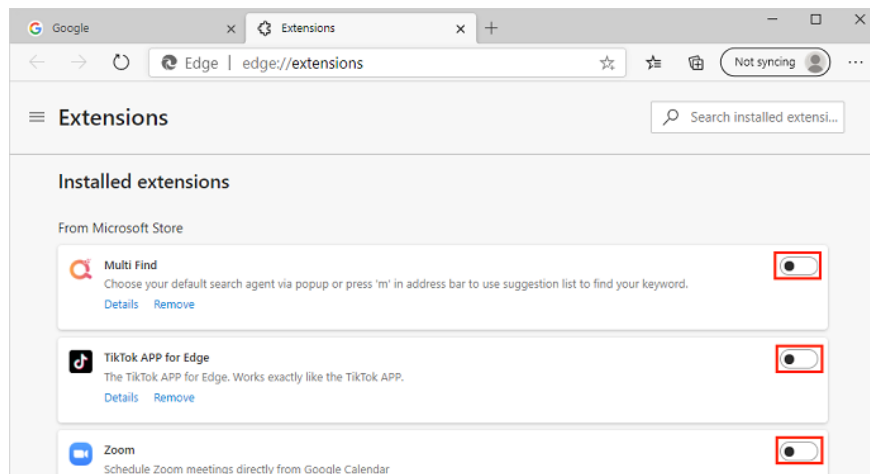 Google
Extensions
Edge | edge://extensions
Not syncing
Extensions
Search installed extensi...
Installed extensions
From Microsoft Store
Multi Find
Choose your default search agent via popup or press 'm' in address bar to use suggestion list to find your keyword.
Details Remove
TikTok APP for Edge
The TikTok APP for Edge. Works exactly like the TikTok APP.
Details Remove
Zoom
Schedule Zoom meetings directly from Google Calendar